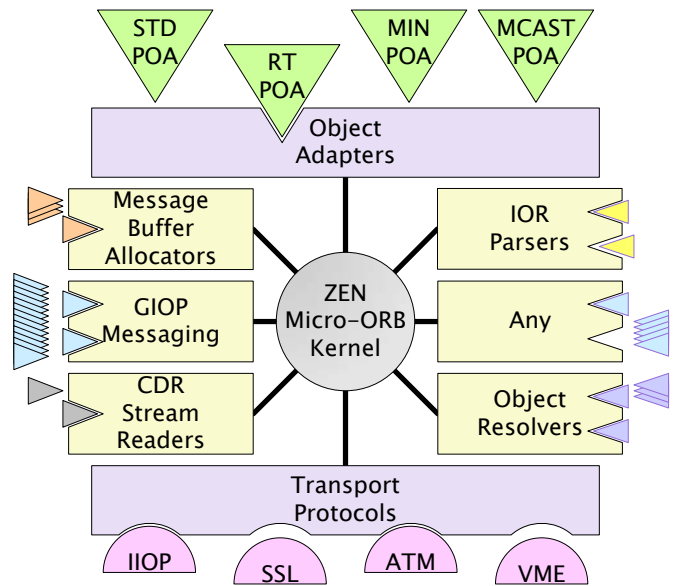 STD
POA
RT
POA
MIN
POA
MCAST
POA
Object
Adapters
Message
Buffer
Allocators
IOR
Parsers
ZEN
Micro-ORB
Kernel
GIOP
Messaging
Any
CDR
Stream
Readers
Object
Resolvers
Transport
Protocols
IIOP
SSL
ATM
VME